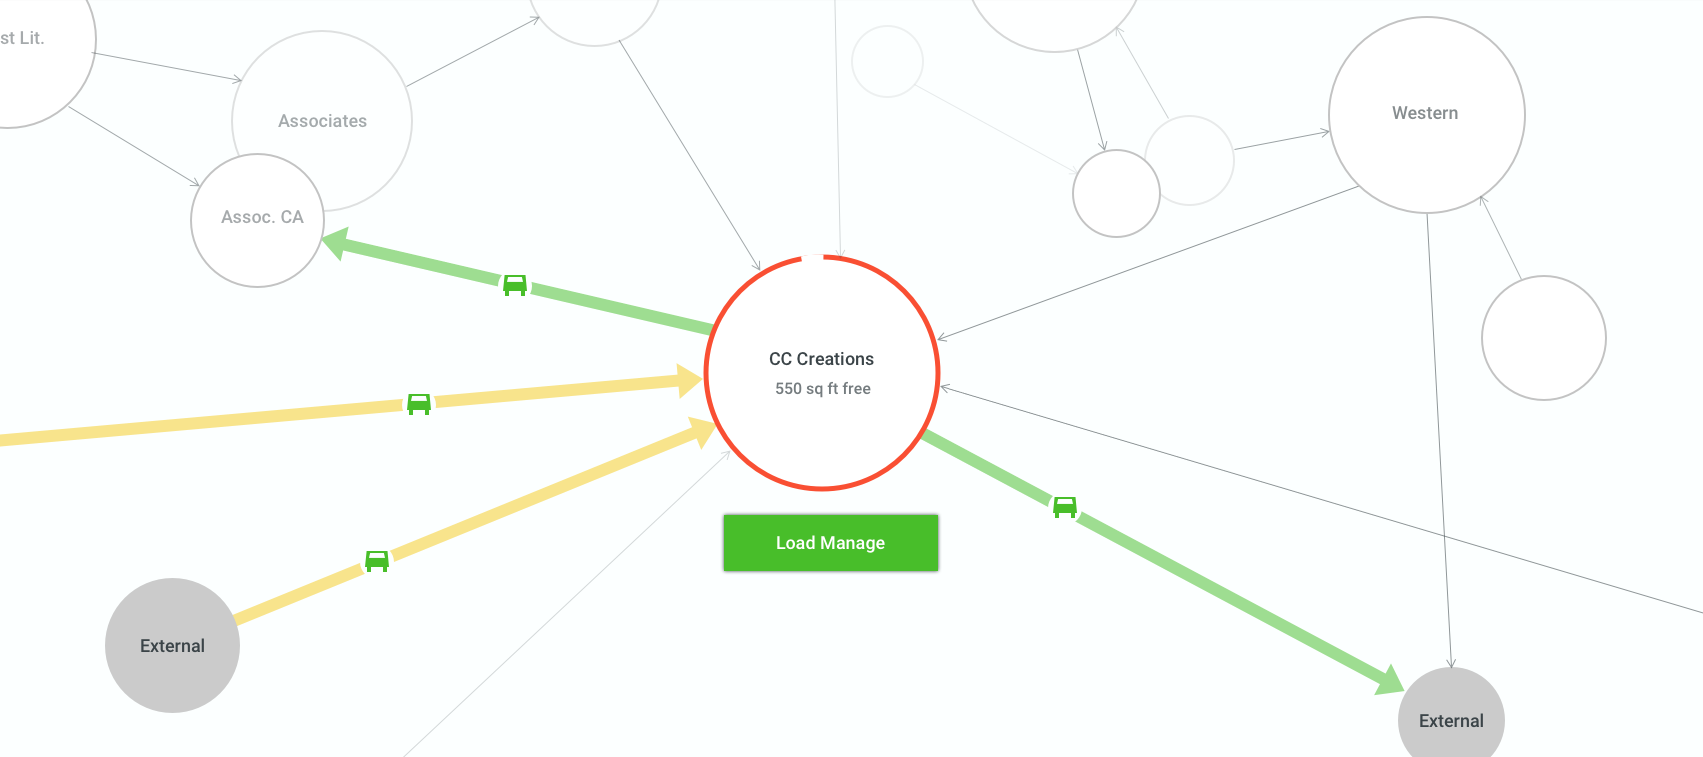 st Lit.
Associates
Western
Assoc. CA
CC Creations
550 sq ft free
Load Manage
External
External